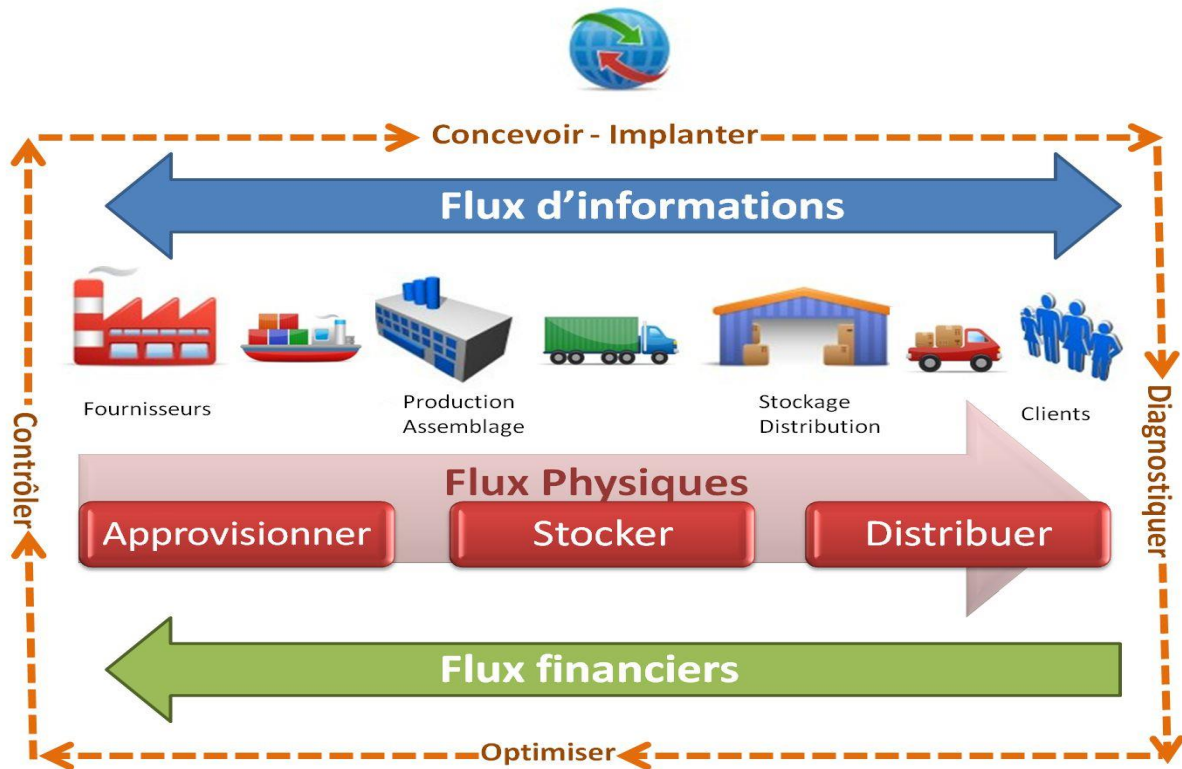 Concevoir - Implanter
Flux d’informations
Fournisseurs
Production
Assemblage
Stockage
Distribution
Clients
Contrôler
Diagnostiquer
Flux Physiques
Approvisionner
Stocker
Distribuer
Flux financiers
Optimiser